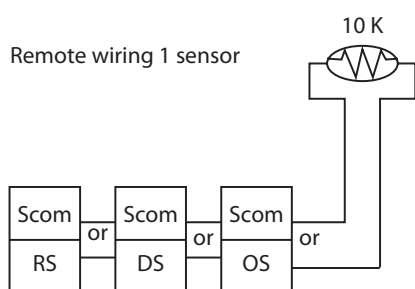 10 K
Remote wiring 1 sensor
Scom or Scom or Scom or
RS DS OS